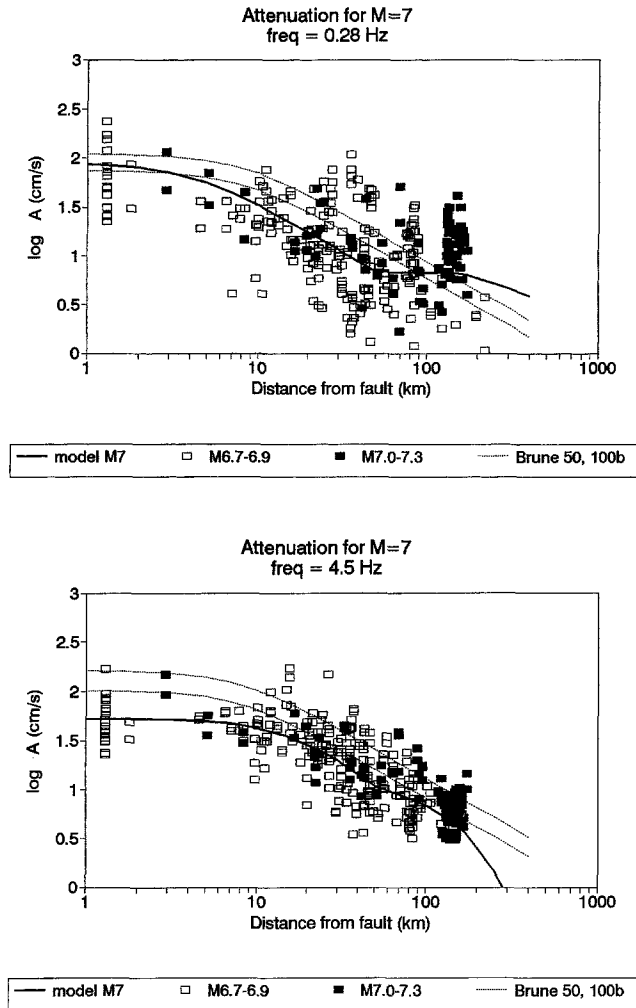 Attenuation for M=7
freq = 0.28 Hz
3
2.5
2
1.5
1
0.5
0
log A (cm/s)
1 10 100 1000
Distance from fault (km)
model M7 M6.7-6.9 M7.0-7.3 Brune 50, 100b
Attenuation for M=7
freq = 4.5 Hz
3
2.5
2
1.5
1
0.5
0
log A (cm/s)
1 10 100 1000
Distance from fault (km)
model M7 M6.7-6.9 M7.0-7.3 Brune 50, 100b